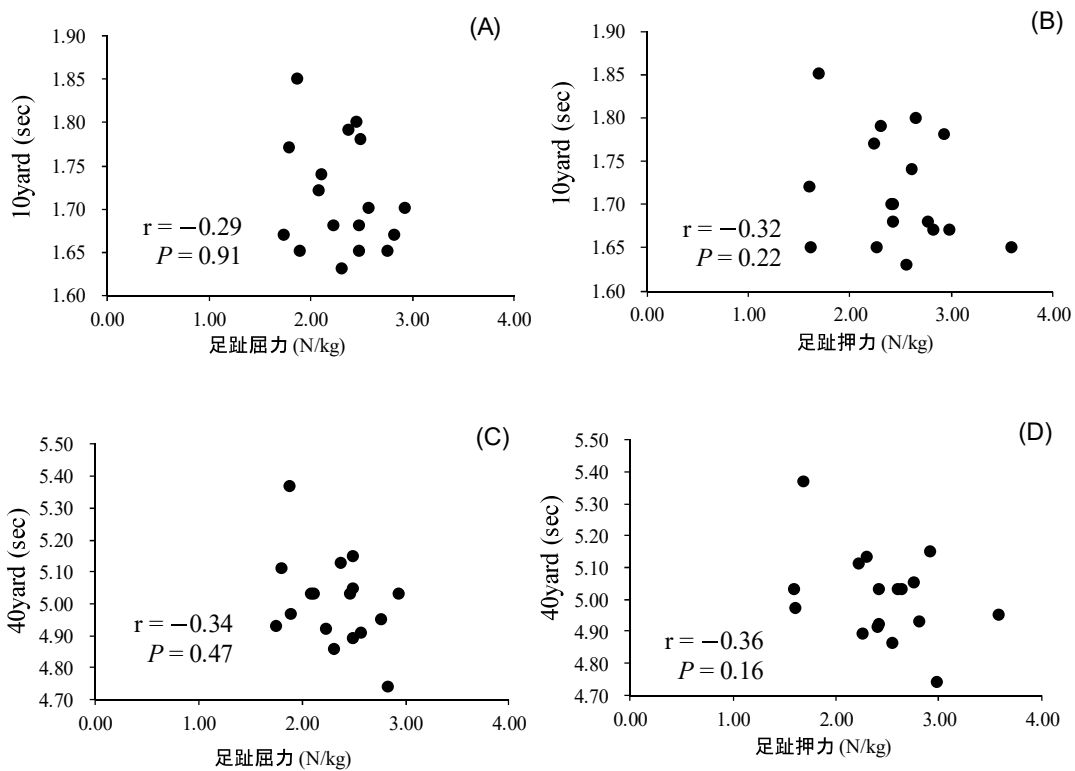 (A)
1.90
1.85
1.80
1.75
1.70
1.65
1.60
10yard (sec)
r = −0.29
P = 0.91
0.00 1.00 2.00 3.00 4.00
足趾屈力 (N/kg)
(B)
1.90
1.85
1.80
1.75
1.70
1.65
1.60
10yard (sec)
r = −0.32
P = 0.22
0.00 1.00 2.00 3.00 4.00
足趾押力 (N/kg)
(C)
5.50
5.40
5.30
5.20
5.10
5.00
4.90
4.80
4.70
40yard (sec)
r = −0.34
P = 0.47
0.00 1.00 2.00 3.00 4.00
足趾屈力 (N/kg)
(D)
5.50
5.40
5.30
5.20
5.10
5.00
4.90
4.80
4.70
40yard (sec)
r = −0.36
P = 0.16
0.00 1.00 2.00 3.00 4.00
足趾押力 (N/kg)